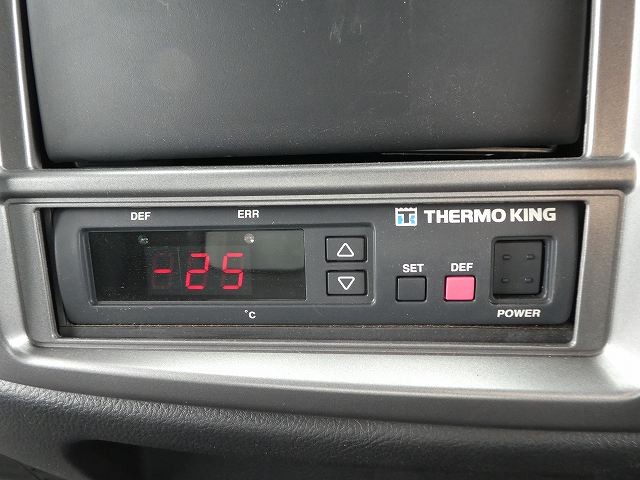 DEF ERR
THERMO KING
-25
SET DEF
°C
POWER